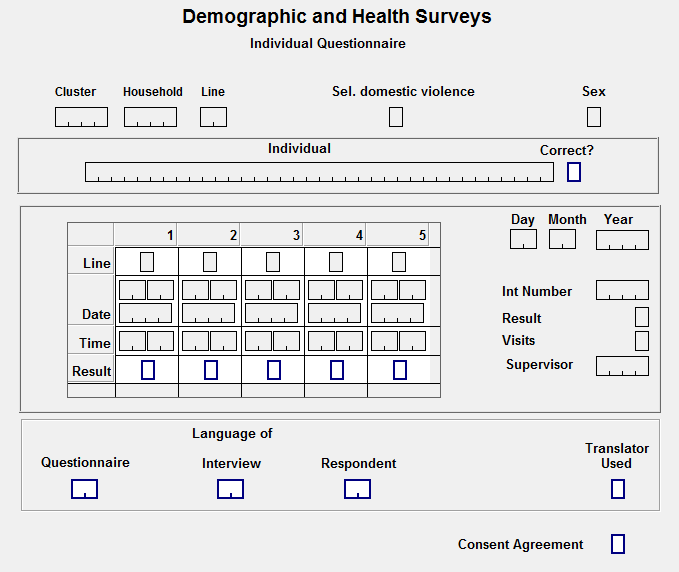 Demographic and Health Surveys
Individual Questionnaire
Cluster Household Line Sel. domestic violence Sex
Individual Correct?
Day Month Year
1 2 3 4 5
Line
Date
Time
Result
Int Number
Result
Visits
Supervisor
Language of
Questionnaire Interview Respondent
Translator
Used
Consent Agreement